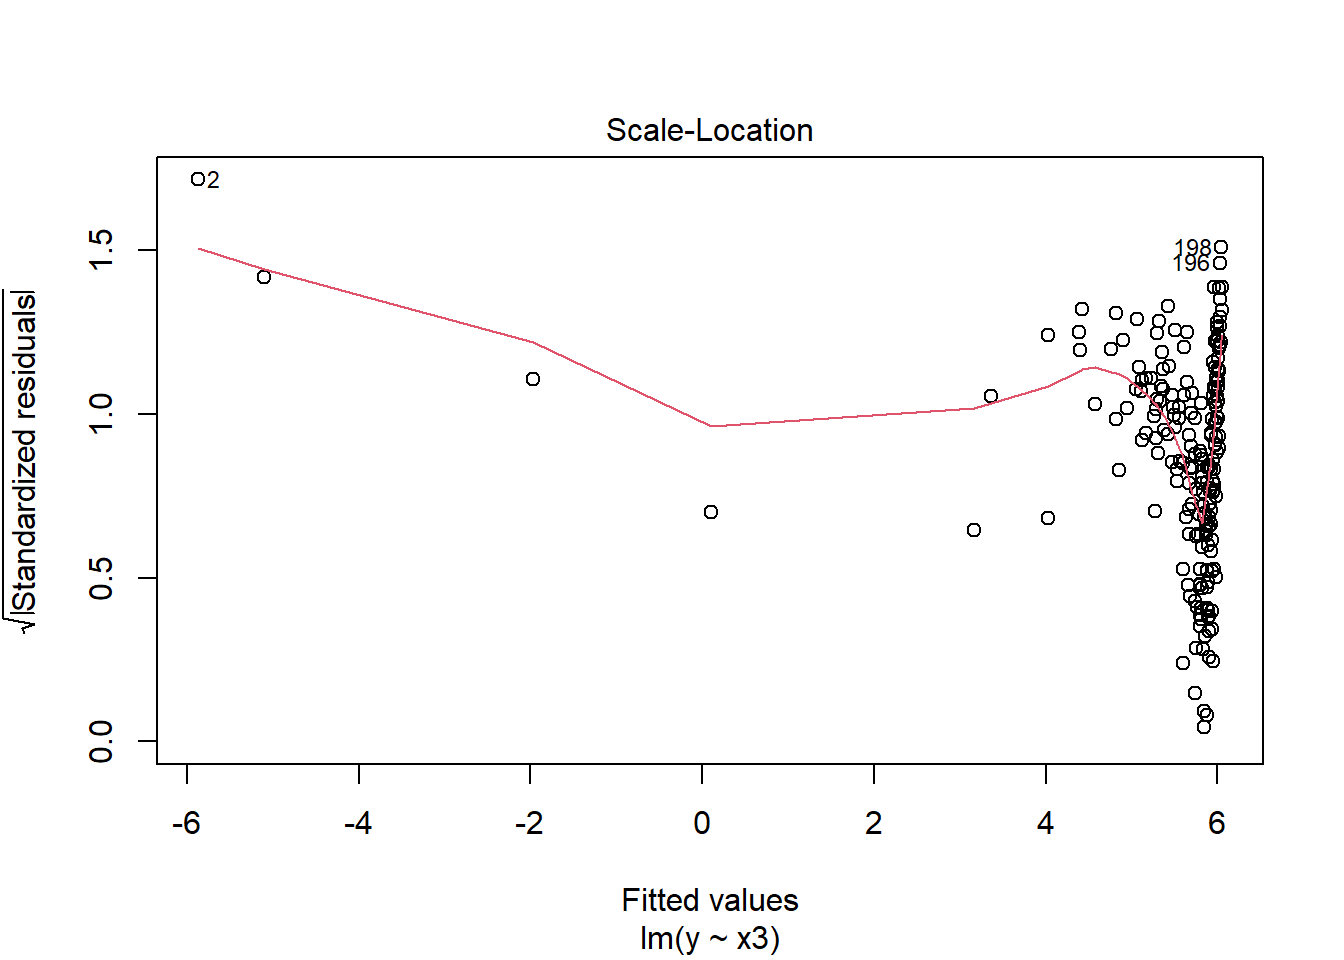 Scale-Location
2
198
196
√|Standardized residuals|
1.5
1.0
0.5
0.0
-6 -4 -2 0 2 4 6
Fitted values
lm(y ~ x3)